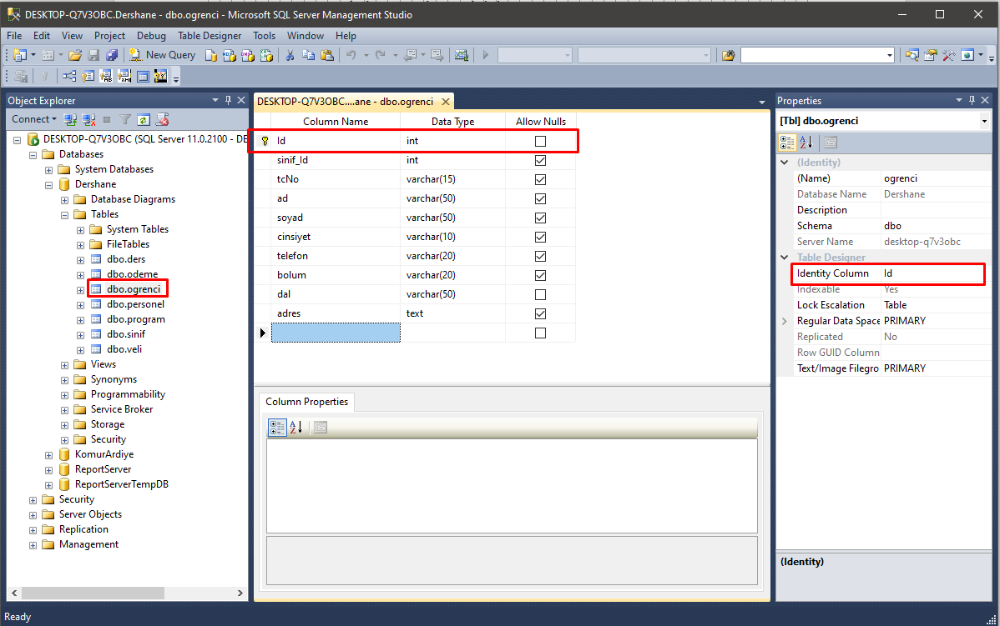 DESKTOP-Q7V3OBC.Dershane - dbo.ogrenci - Microsoft SQL Server Management Studio
File Edit View Project Debug Table Designer Tools Window Help
New Query
Object Explorer
Connect
DESKTOP-Q7V3OBC (SQL Server 11.0.2100 - DE
Databases
System Databases
Dershane
Database Diagrams
Tables
System Tables
FileTables
dbo.ders
dbo.odeme
dbo.ogrenci
dbo.personel
dbo.program
dbo.sinif
dbo.veli
Views
Synonyms
Programmability
Service Broker
Storage
Security
KomurArdiye
ReportServer
ReportServerTempDB
Security
Server Objects
Replication
Management
DESKTOP-Q7V3OBC....ane - dbo.ogrenci
Column Name Data Type Allow Nulls
Id int
sinif_Id int
tcNo varchar(15)
ad varchar(50)
soyad varchar(50)
cinsiyet varchar(10)
telefon varchar(20)
bolum varchar(20)
dal varchar(50)
adres text
Column Properties
Properties
[Tbl] dbo.ogrenci
(Identity)
(Name) ogrenci
Database Name Dershane
Description
Schema dbo
Server Name desktop-q7v3obc
Table Designer
Identity Column Id
Indexable Yes
Lock Escalation Table
Regular Data Space PRIMARY
Replicated No
Row GUID Column
Text/Image Filegro PRIMARY
(Identity)
Ready